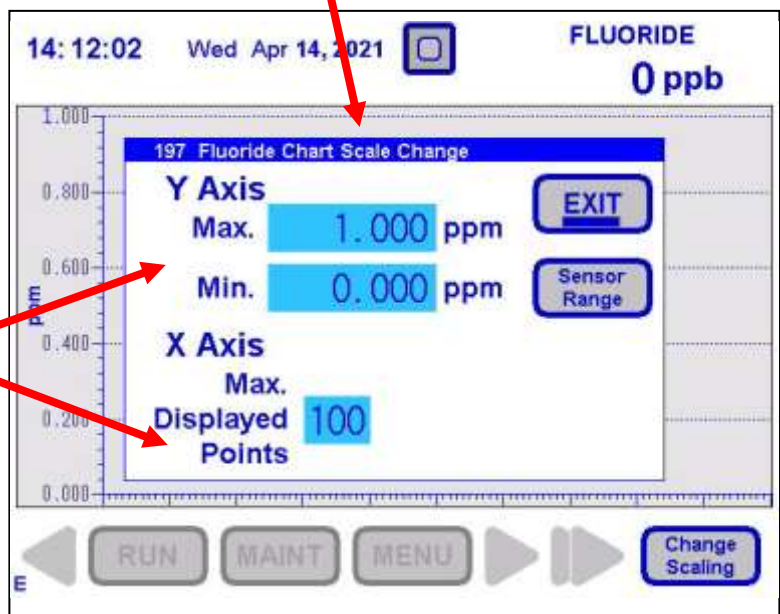 14:12:02 Wed Apr 14, 2021 FLUORIDE
0 ppb
1.000
197 Fluoride Chart Scale Change
0.800
Y Axis
Max. 1.000 ppm EXIT
0.600
Min. 0.000 ppm Sensor Range
ppm
0.400
X Axis
Max.
0.200 Displayed 100
Points
0.000
RUN MAINT MENU Change Scaling
E